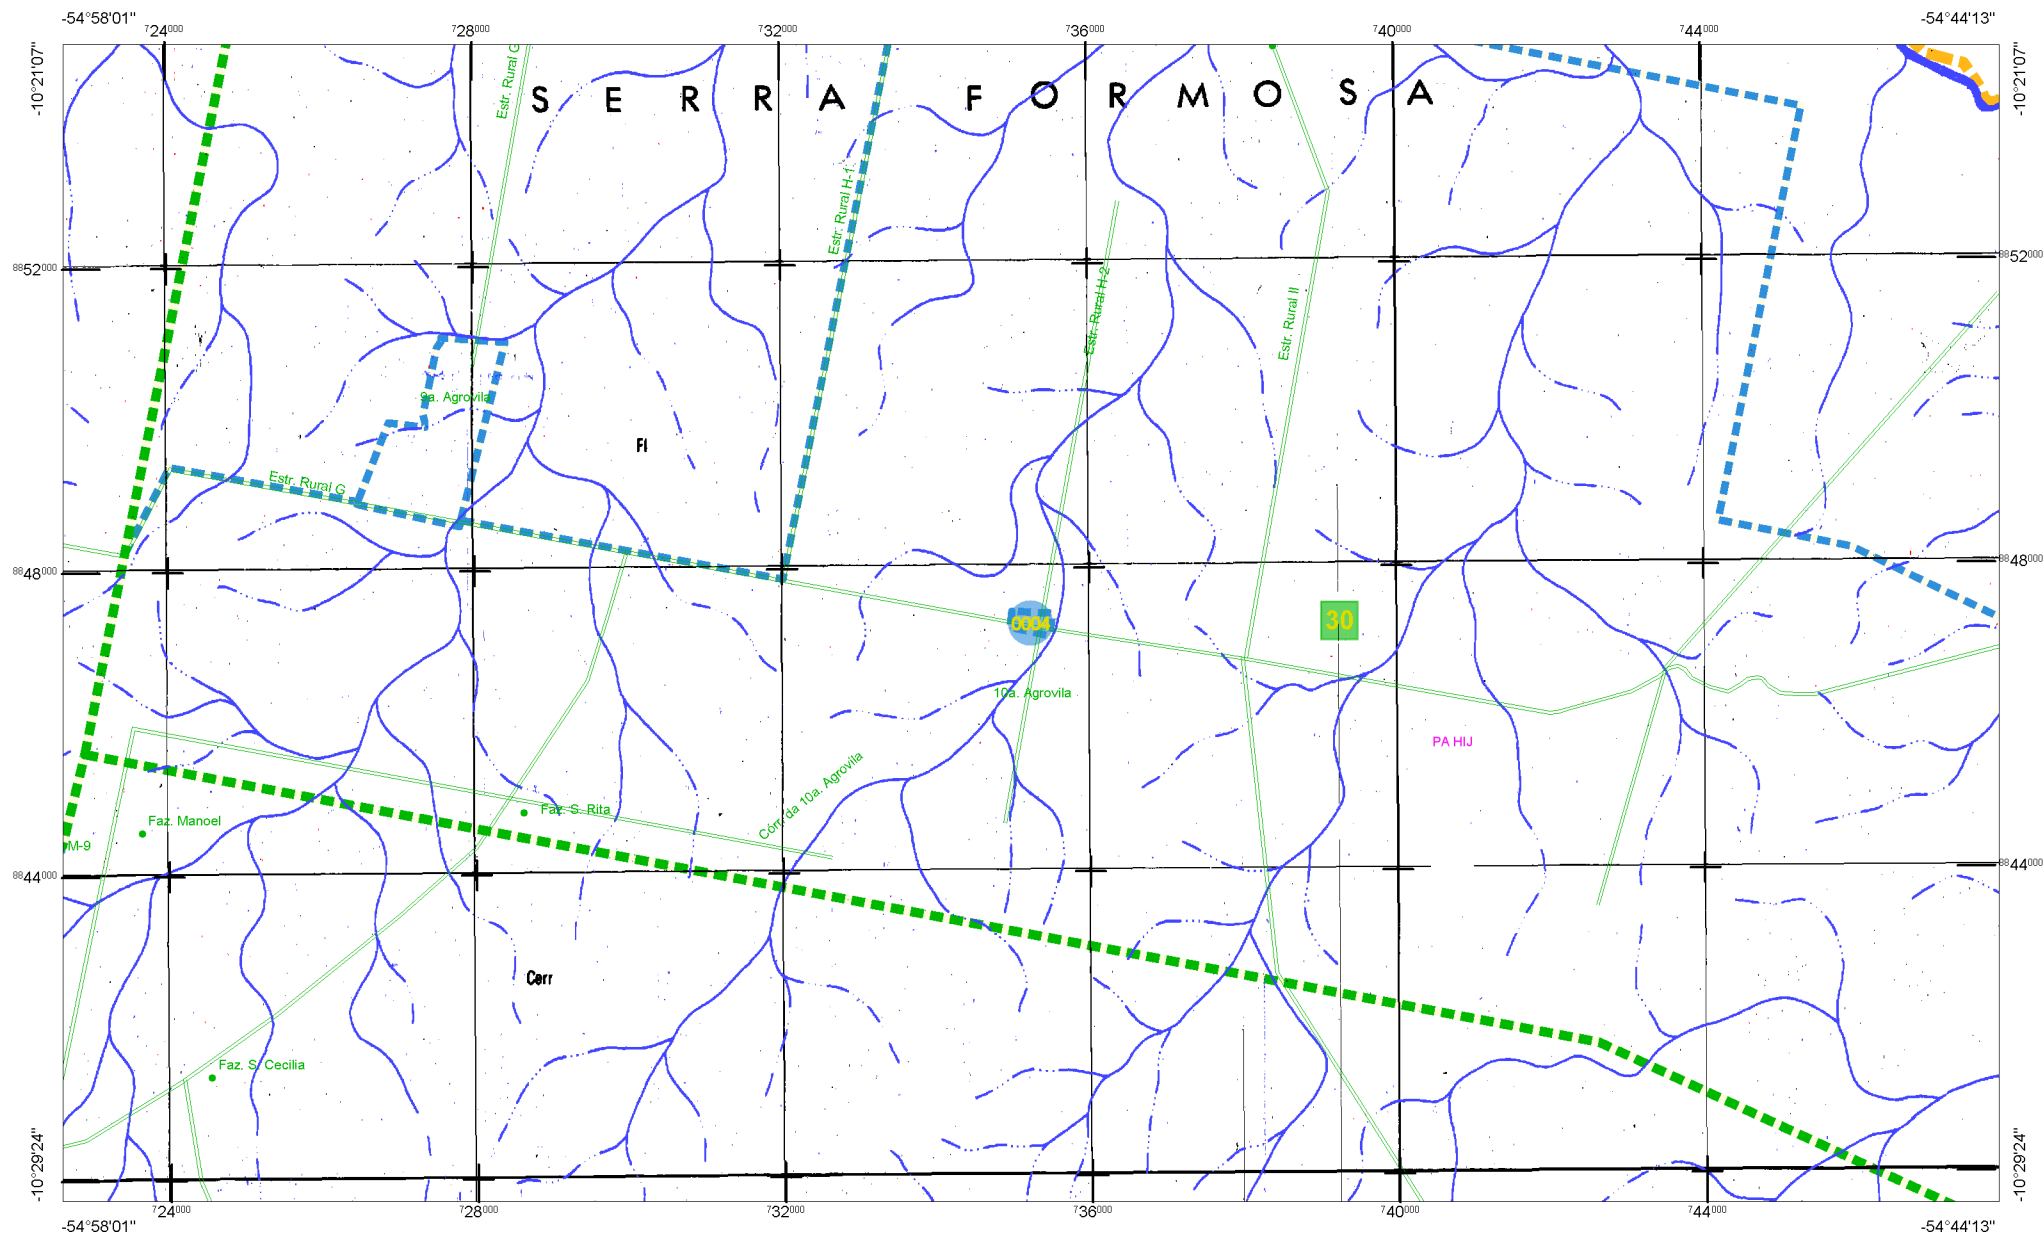 -54°58'01"
-54°44'13"
724000
728000
732000
736000
740000
744000
-10°21'07"
-10°21'07"
SERRA FORMOSA
Estr. Rural G
Estr. Rural H-1
Estr. Rural H-2
Estr. Rural II
8852000
8852000
9a. Agrovila
Fl
Estr. Rural G
8848000
8848000
0004
30
10a. Agrovila
PA HIJ
Córr. da 10a. Agrovila
Faz. S. Rita
Faz. Manoel
M-9
8844000
8844000
Cerr
Faz. S. Cecilia
-10°29'24"
-10°29'24"
724000
728000
732000
736000
740000
744000
-54°58'01"
-54°44'13"